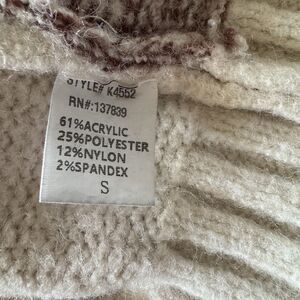 STYLE# K4552
RN#:137839
61%ACRYLIC
25%POLYESTER
12%NYLON
2%SPANDEX
S